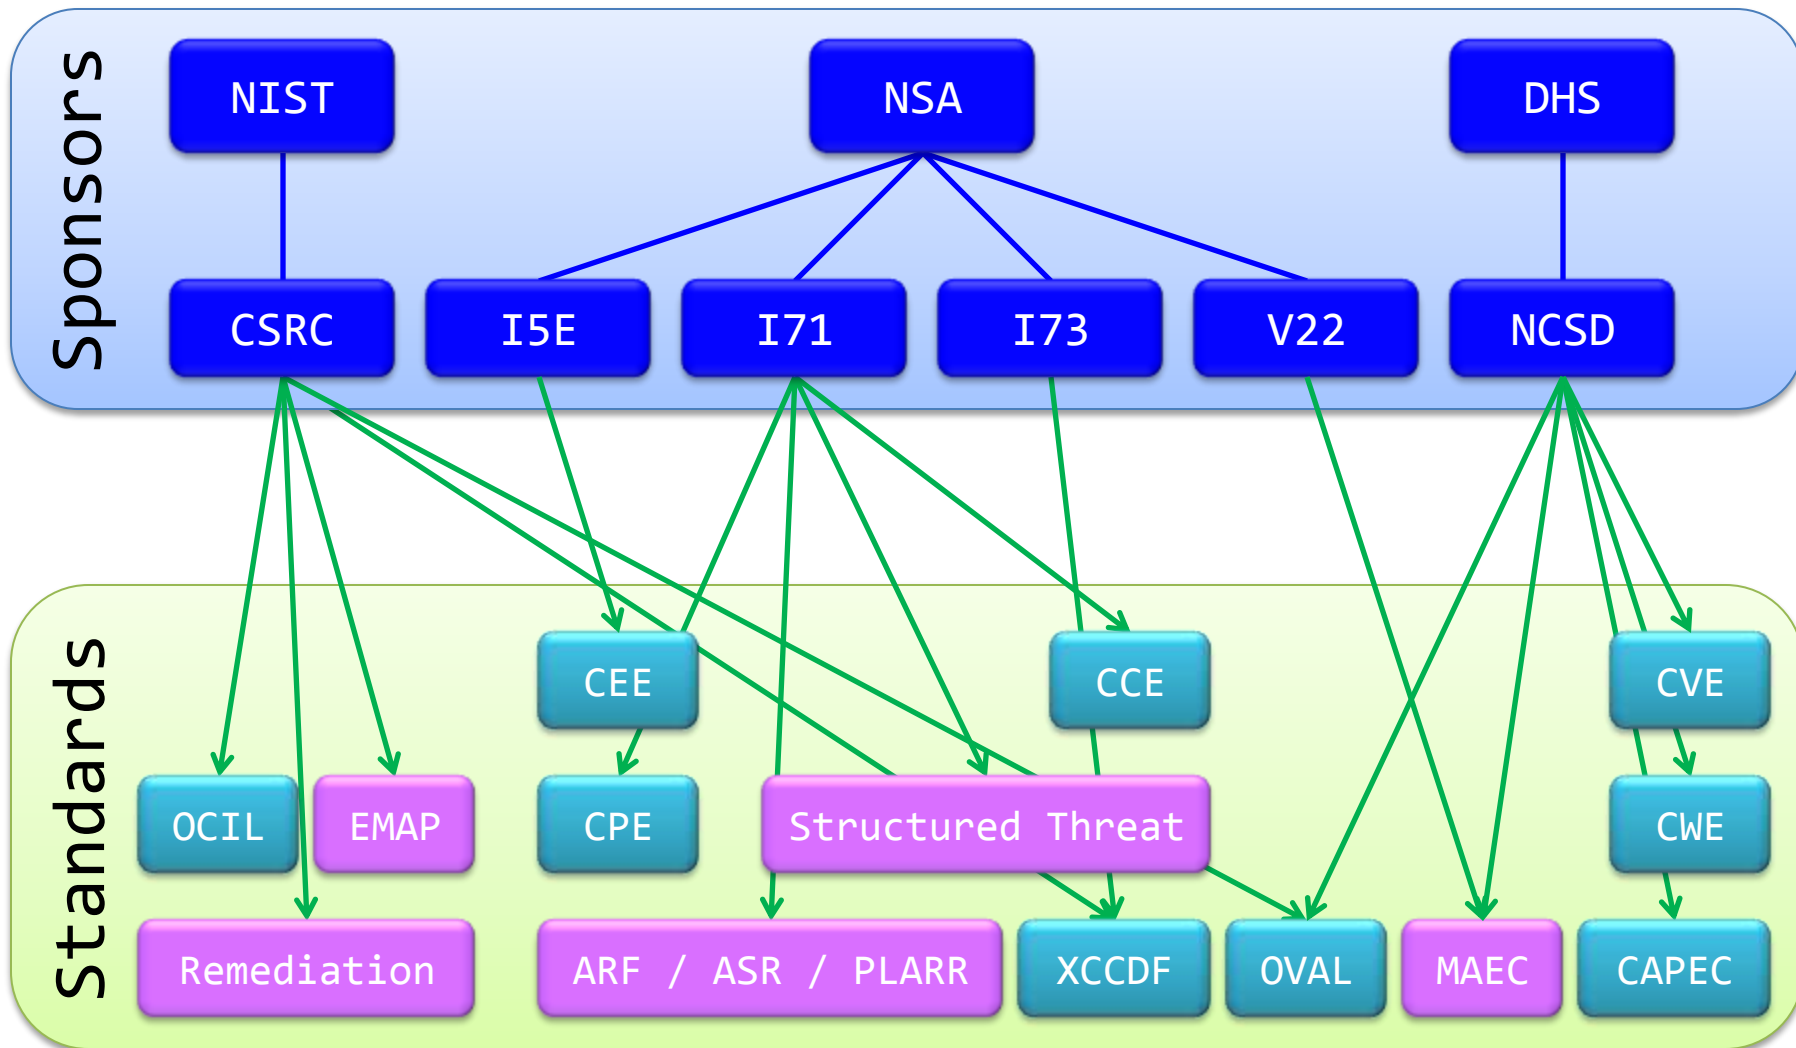 Sponsors
NIST
NSA
DHS
CSRC
I5E
I71
I73
V22
NCSD
Standards
CEE
CCE
CVE
OCIL
EMAP
CPE
Structured Threat
CWE
Remediation
ARF / ASR / PLARR
XCCDF
OVAL
MAEC
CAPEC